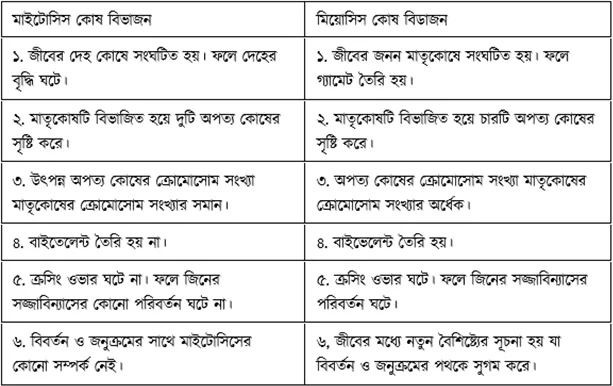 মাইটোসিস কোষ বিভাজন
মিয়োসিস কোষ বিডাজন
১. জীবের দেহ কোষে সংঘটিত হয়। ফলে দেহের
বৃদ্ধি ঘটে।
১. জীবের জনন মাতৃকোষে সংঘটিত হয়। ফলে
গ্যামেট তৈরি হয়।
২. মাতৃকোষটি বিভাজিত হয়ে দুটি অপত্য কোষের
সৃষ্টি করে।
২. মাতৃকোষটি বিভাজিত হয়ে চারটি অপত্য কোষের
সৃষ্টি করে।
৩. উৎপন্ন অপত্য কোষের ক্রোমোসোম সংখ্যা
মাতৃকোষের ক্রোমোসোম সংখ্যার সমান।
৩. অপত্য কোষের ক্রোমোসোম সংখ্যা মাতৃকোষের
ক্রোমোসোম সংখ্যার অর্ধেক।
৪. বাইতেলেন্ট তৈরি হয় না।
৪. বাইভেলেন্ট তৈরি হয়।
৫. ক্রসিং ওভার ঘটে না। ফলে জিনের
সজ্জাবিন্যাসের কোনো পরিবর্তন ঘটে না।
৫. ক্রসিং ওভার ঘটে। ফলে জিনের সজ্জাবিন্যাসের
পরিবর্তন ঘটে।
৬. বিবর্তন ও জনুক্রমের সাথে মাইটোসিসের
কোনো সম্পর্ক নেই।
৬, জীবের মধ্যে নতুন বৈশিষ্ট্যের সূচনা হয় যা
বিবর্তন ও জনুক্রমের পথকে সুগম করে।